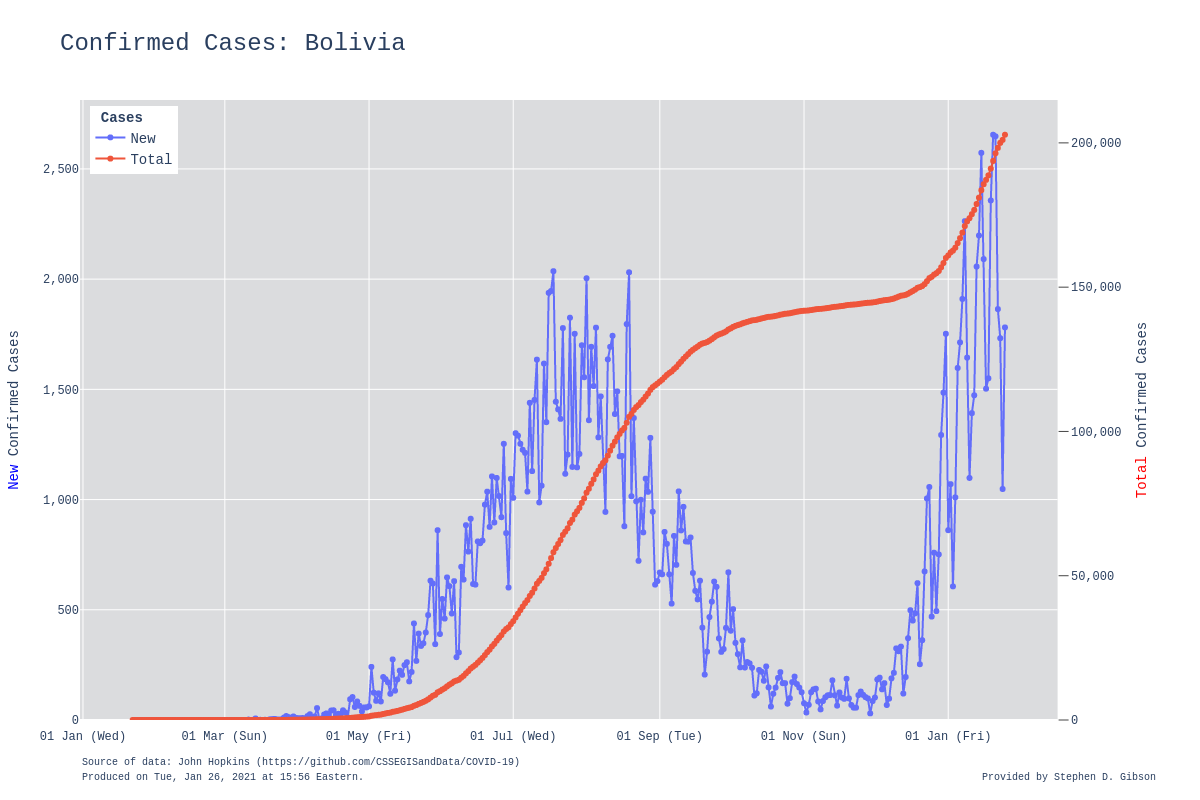 Confirmed Cases: Bolivia
Cases
New
Total
2,500
2,000
1,500
1,000
500
0
200,000
150,000
100,000
50,000
0
New Confirmed Cases
Total Confirmed Cases
01 Jan (Wed) 01 Mar (Sun) 01 May (Fri) 01 Jul (Wed) 01 Sep (Tue) 01 Nov (Sun) 01 Jan (Fri)
Source of data: John Hopkins (https://github.com/CSSEGISandData/COVID-19)
Produced on Tue, Jan 26, 2021 at 15:56 Eastern.
Provided by Stephen D. Gibson